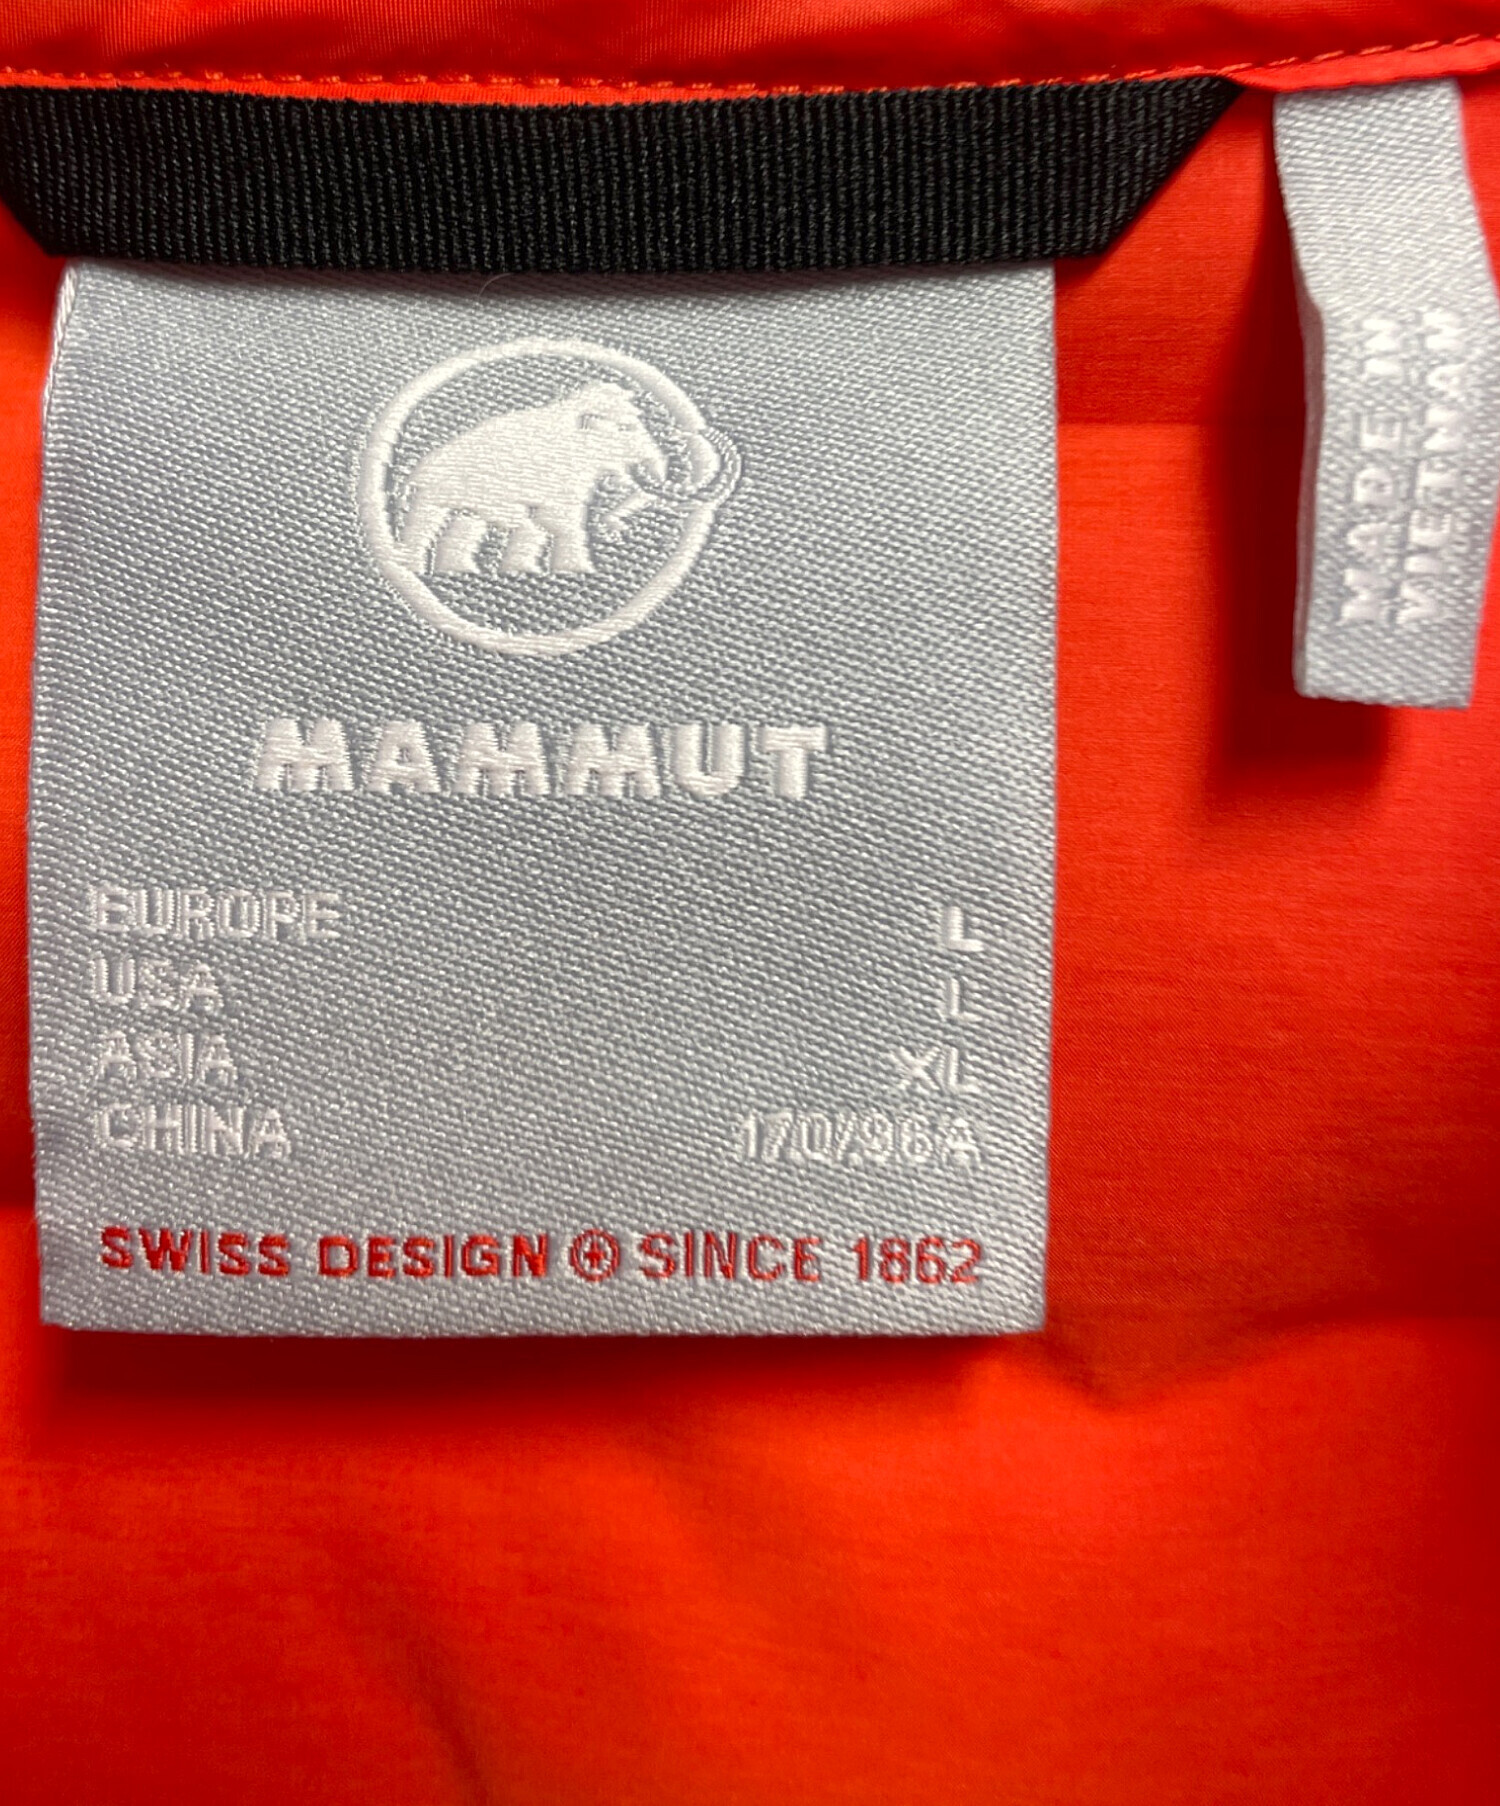 MAMMUT
EUROPE L
USA L
ASIA XL
CHINA 170/96A
SWISS DESIGN SINCE 1862
MADE IN
VIETNAM